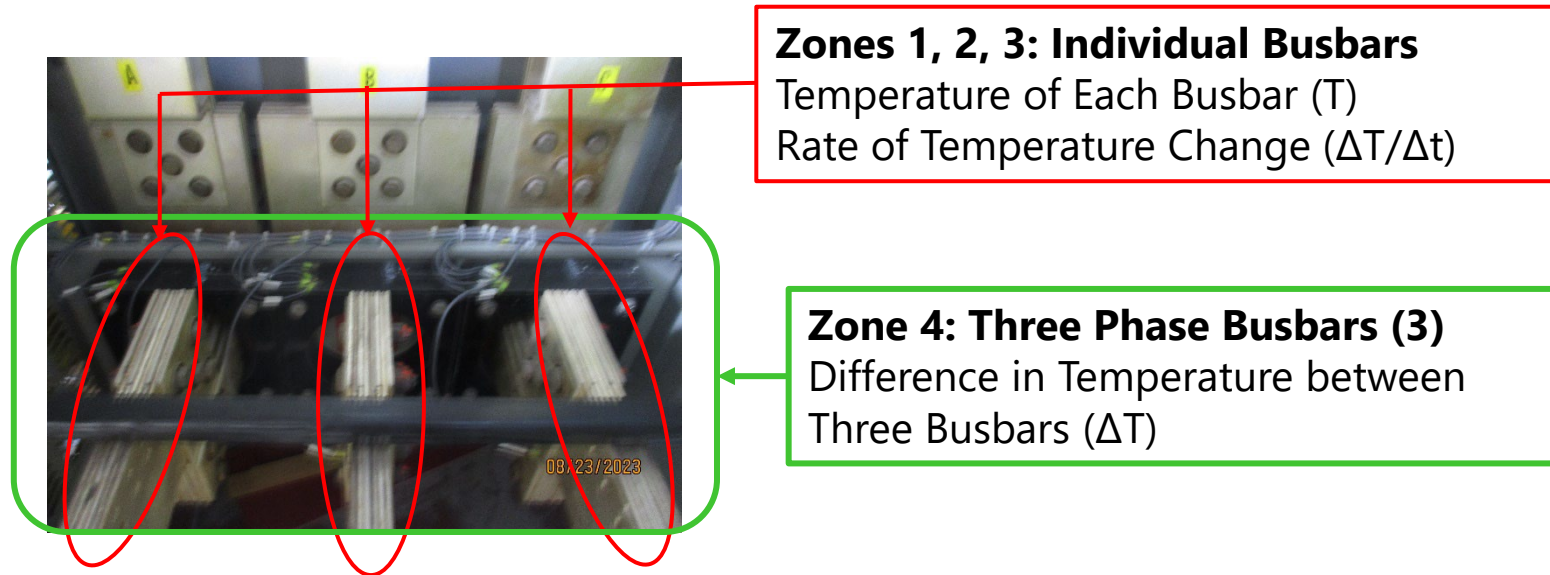 Zones 1, 2, 3: Individual Busbars
Temperature of Each Busbar (T)
Rate of Temperature Change (ΔT/Δt)
A
B
C
Zone 4: Three Phase Busbars (3)
Difference in Temperature between
Three Busbars (ΔT)
08/23/2023